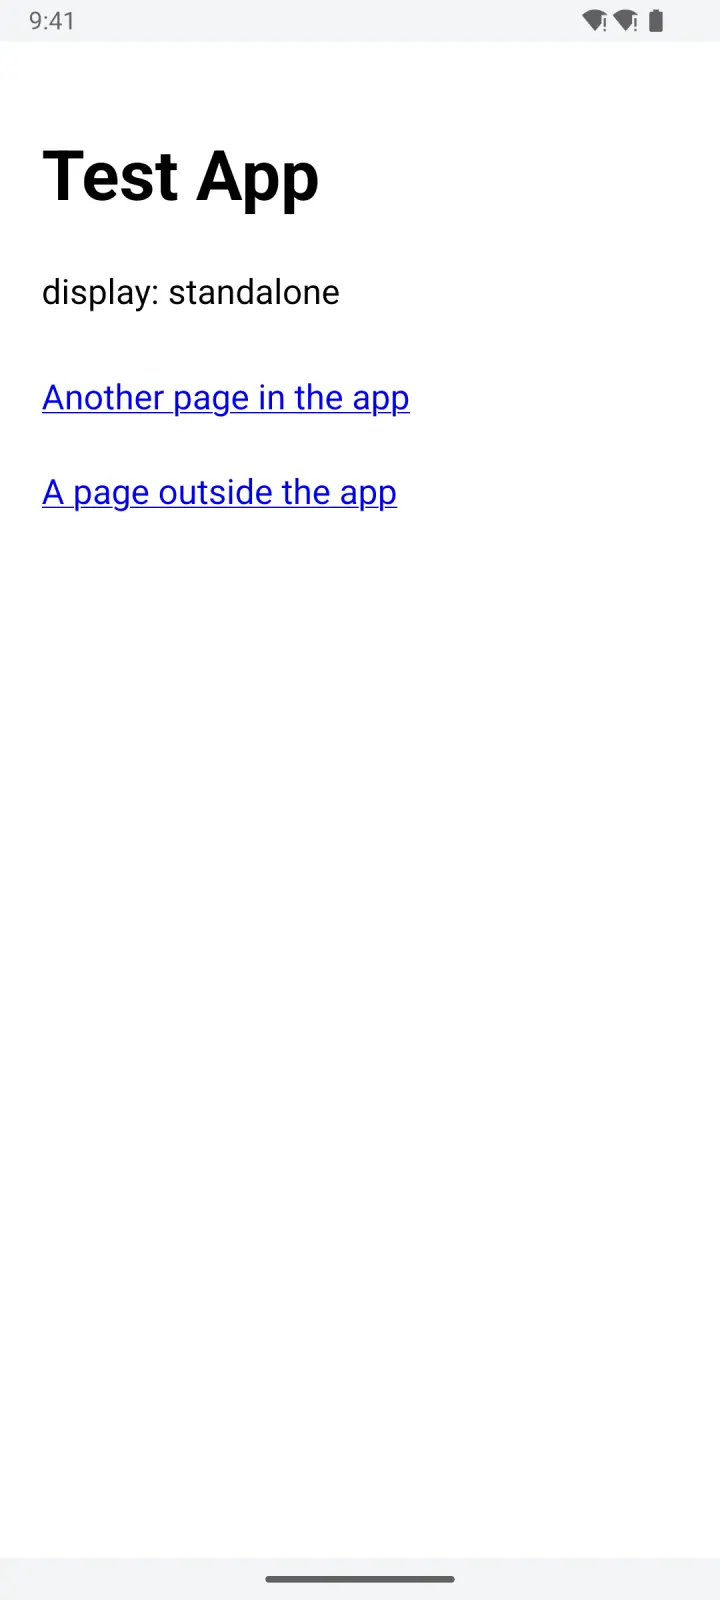 9:41
Test App
display: standalone
Another page in the app
A page outside the app